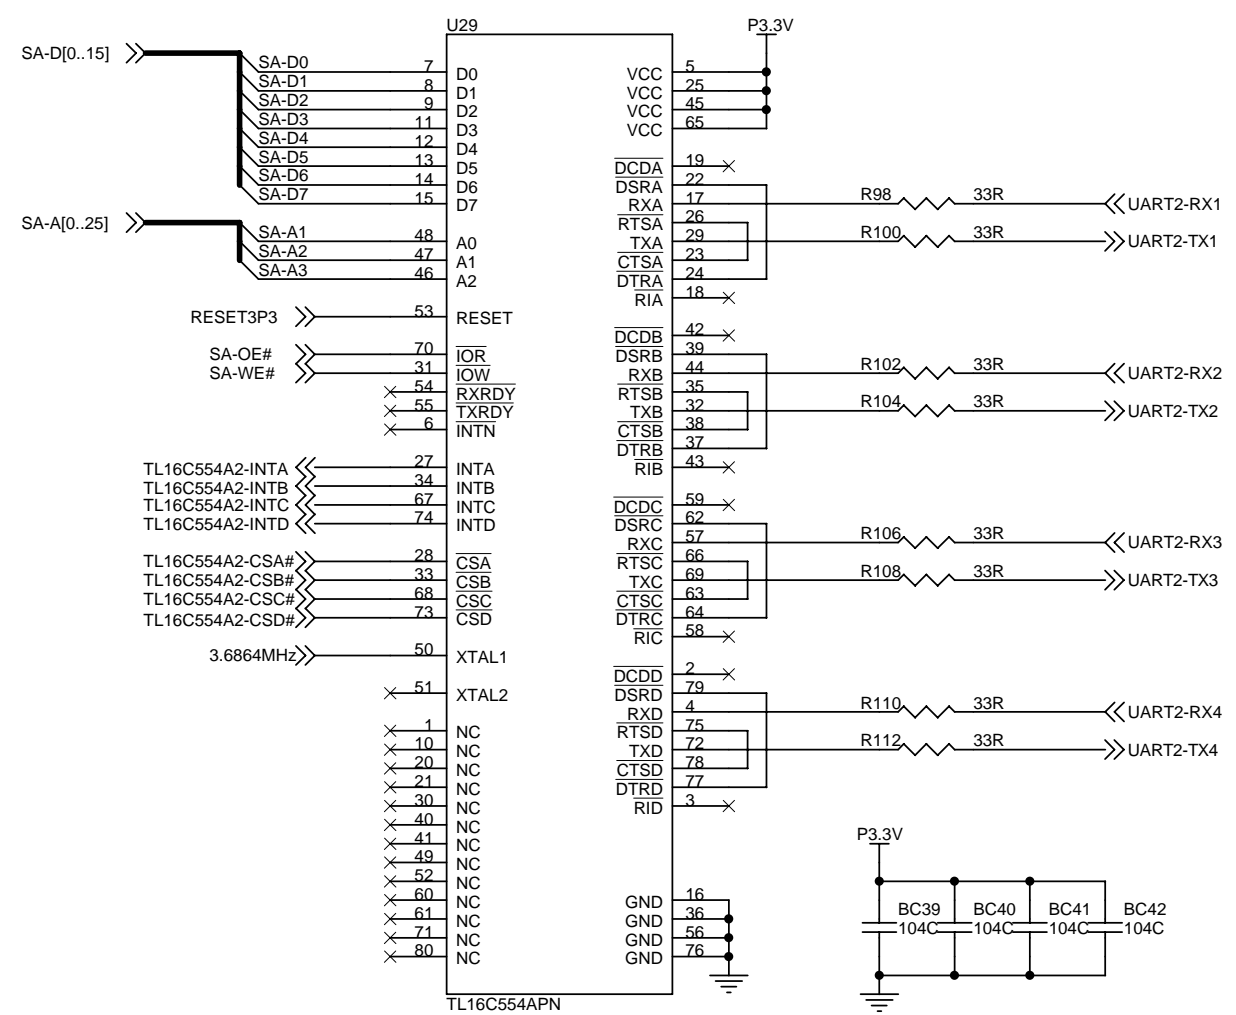 U29
P3.3V
SA-D[0..15]
SA-D0 7 D0 VCC 5
SA-D1 8 D1 VCC 25
SA-D2 9 D2 VCC 45
SA-D3 11 D3 VCC 65
SA-D4 12 D4
SA-D5 13 D5 DCDA 19
SA-D6 14 D6 DSRA 22
SA-D7 15 D7 RXA 17 R98 33R UART2-RX1
SA-A[0..25]
RTSA 26
SA-A1 48 A0 TXA 29 R100 33R UART2-TX1
SA-A2 47 A1 CTSA 23
SA-A3 46 A2 DTRA 24
RIA 18
RESET3P3 53 RESET
DCDB 42
SA-OE# 70 IOR DSRB 39
SA-WE# 31 IOW RXB 44 R102 33R UART2-RX2
54 RXRDY RTSB 35
55 TXRDY TXB 32 R104 33R UART2-TX2
6 INTN CTSB 38
DTRB 37
TL16C554A2-INTA 27 INTA RIB 43
TL16C554A2-INTB 34 INTB
TL16C554A2-INTC 67 INTC DCDC 59
TL16C554A2-INTD 74 INTD DSRC 62
RXC 57 R106 33R UART2-RX3
TL16C554A2-CSA# 28 CSA RTSC 66
TL16C554A2-CSB# 33 CSB TXC 69 R108 33R UART2-TX3
TL16C554A2-CSC# 68 CSC CTSC 63
TL16C554A2-CSD# 73 CSD DTRC 64
RIC 58
3.6864MHz 50 XTAL1
DCDD 2
51 XTAL2 DSRD 79
RXD 4 R110 33R UART2-RX4
1 NC RTSD 75
10 NC TXD 72 R112 33R UART2-TX4
20 NC CTSD 78
21 NC DTRD 77
30 NC RID 3
40 NC
P3.3V
41 NC
49 NC
52 NC
60 NC GND 16
BC39 BC40 BC41 BC42
61 NC GND 36
104C 104C 104C 104C
71 NC GND 56
80 NC GND 76
TL16C554APN